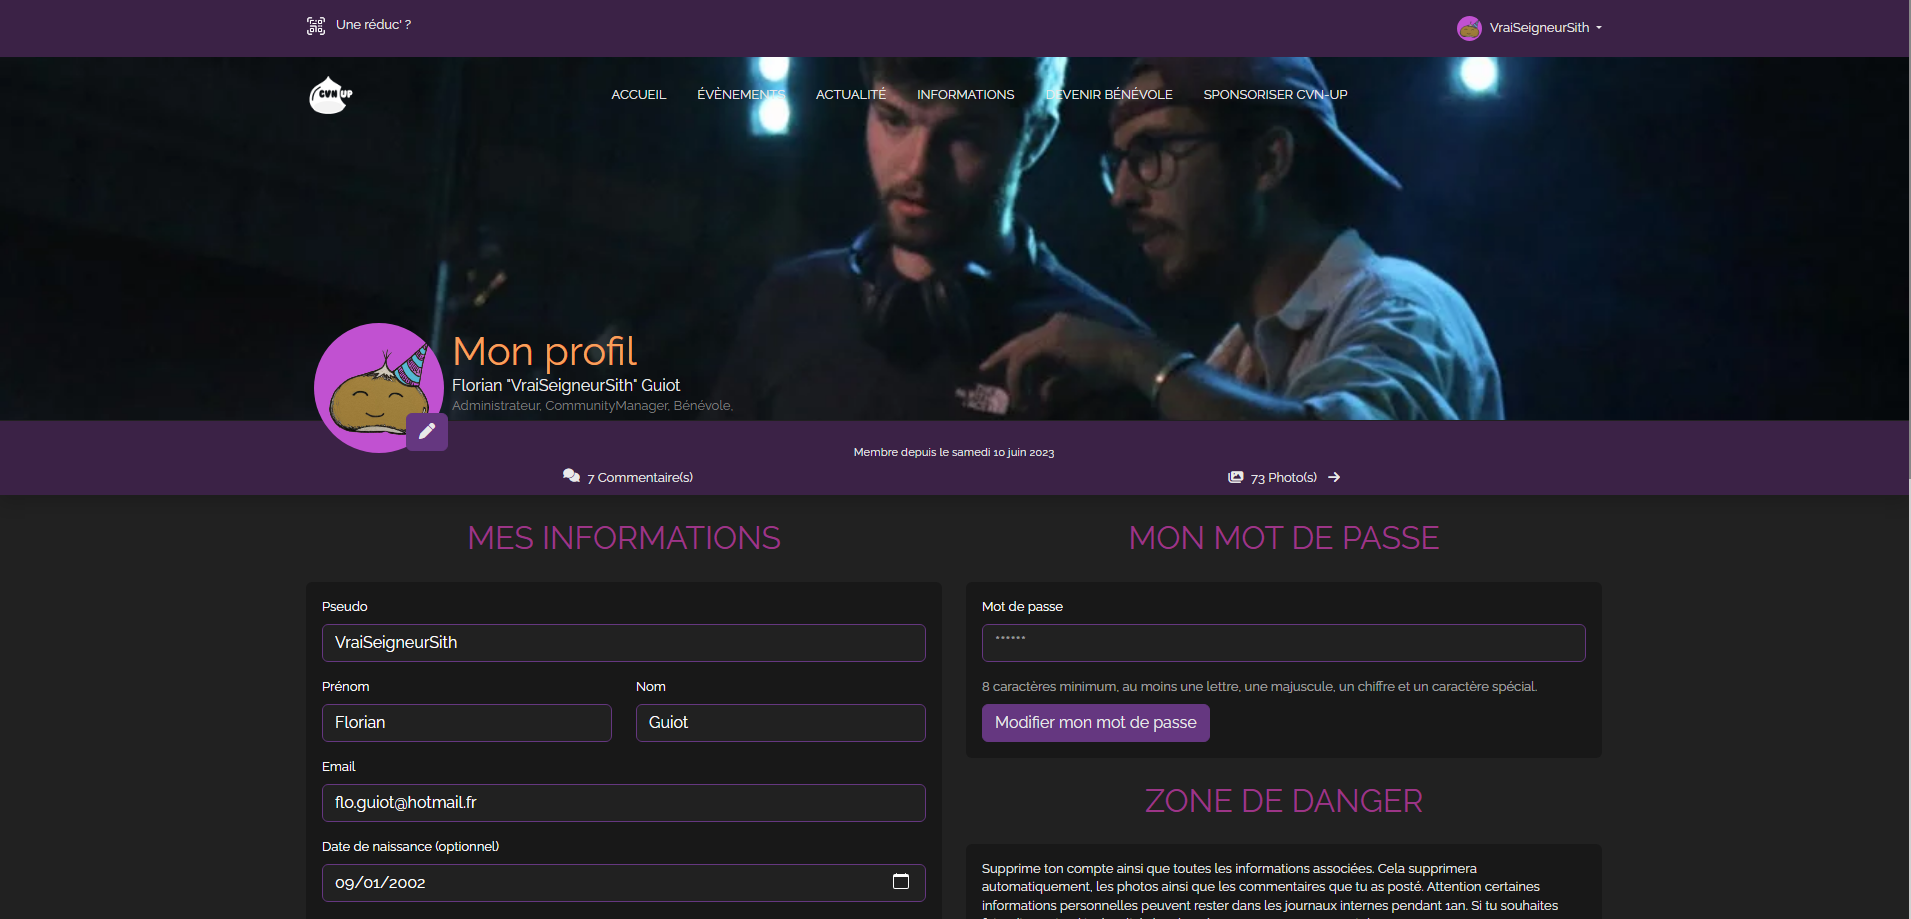 Une réduc' ?
VraiSeigneurSith
CVN UP
ACCUEIL
ÉVÈNEMENTS
ACTUALITÉ
INFORMATIONS
DEVENIR BÉNÉVOLE
SPONSORISER CVN-UP
Mon profil
Florian "VraiSeigneurSith" Guiot
Administrateur, CommunityManager, Bénévole,
Membre depuis le samedi 10 juin 2023
7 Commentaire(s)
73 Photo(s)
MES INFORMATIONS
Pseudo
VraiSeigneurSith
Prénom
Nom
Florian
Guiot
Email
flo.guiot@hotmail.fr
Date de naissance (optionnel)
09/01/2002
MON MOT DE PASSE
Mot de passe
******
8 caractères minimum, au moins une lettre, une majuscule, un chiffre et un caractère spécial.
Modifier mon mot de passe
ZONE DE DANGER
Supprime ton compte ainsi que toutes les informations associées. Cela supprimera
automatiquement, les photos ainsi que les commentaires que tu as posté. Attention certaines
informations personnelles peuvent rester dans les journaux internes pendant 1an. Si tu souhaites